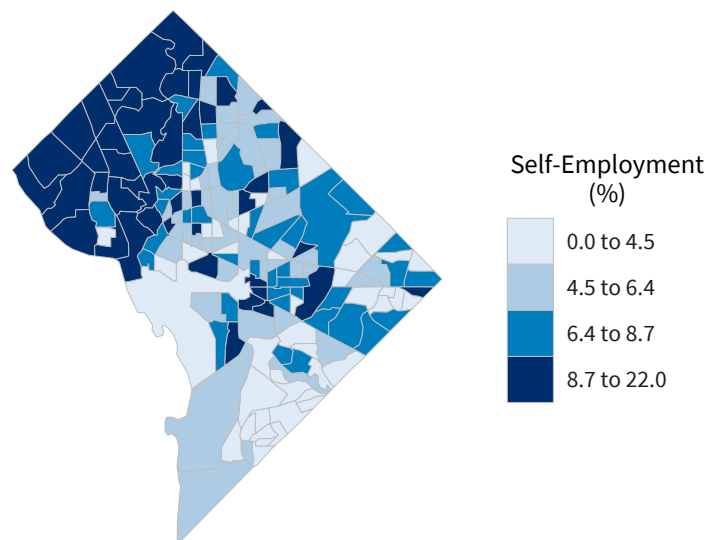 Self-Employment
(%)
0.0 to 4.5
4.5 to 6.4
6.4 to 8.7
8.7 to 22.0